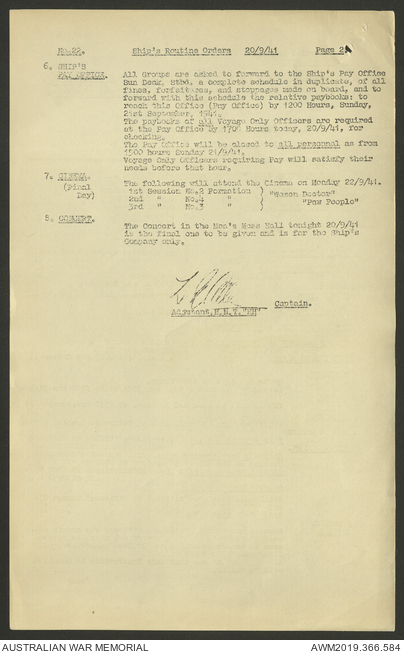 No.22. Ship's Routine Orders 20/9/41 Page 2.
6. SHIP'S
PAY OFFICE. All Groups are asked to forward to the Ship's Pay Office
Sun Deck, Stbd, a complete schedule in duplicate, of all
fines, forfeitures, and stoppages made on board, and to
forward with this schedule the relative paybooks; to
reach this Office (Pay Office) by 1200 Hours, Sunday,
21st September, 1941.
The paybooks of all Voyage Only Officers are required
at the Pay Office by 1700 Hours today, 20/9/41, for
checking.
The Pay Office will be closed to all personnel as from
1500 hours Sunday 21/9/41.
Voyage Only Officers requiring Pay will satisfy their
needs before that hour.
7. CINEMA. The following will attend the Cinema on Monday 22/9/41.
(Final 1st Session No.2 Formation } "Wagon Doctor"
Day) 2nd " No.4 " } "Paw People"
3rd " No.3 " }
8. CONCERT. The Concert in the Men's Mess Hall tonight 20/9/41
is the final one to be given and is for the Ship's
Company only.
Captain.
Adjutant, H.M.T.
AUSTRALIAN WAR MEMORIAL AWM2019.366.584